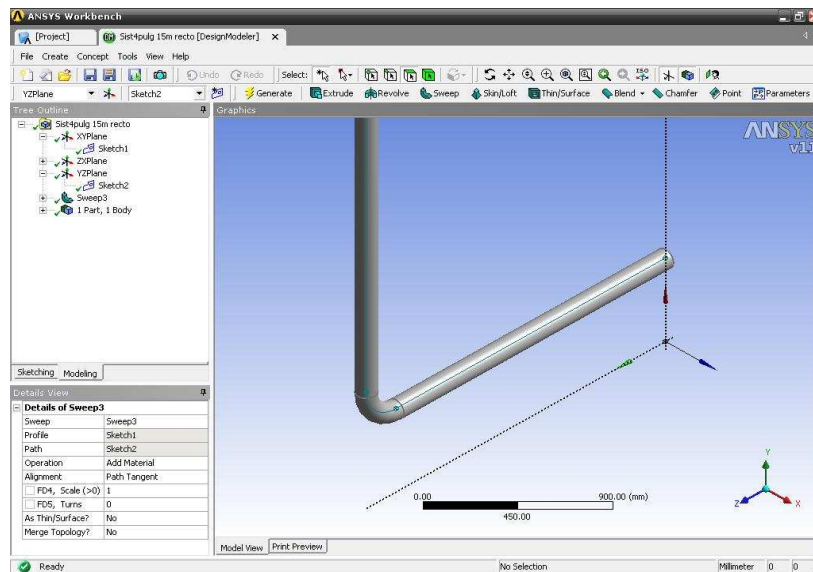 ANSYS Workbench
[Project]
Sist4pulg 15m recto [DesignModeler]
File Create Concept Tools View Help
Undo Redo Select: ISO
YZPlane Sketch2 Generate Extrude Revolve Sweep Skin/Loft Thin/Surface Blend Chamfer Point Parameters
Tree Outline
Graphics
Sist4pulg 15m recto
XYPlane
Sketch1
ZXPlane
YZPlane
Sketch2
Sweep3
1 Part, 1 Body
ANSYS
v11
Sketching Modeling
Details View
Details of Sweep3
Sweep Sweep3
Profile Sketch1
Path Sketch2
Operation Add Material
Alignment Path Tangent
FD4, Scale (>0) 1
FD5, Turns 0
As Thin/Surface? No
Merge Topology? No
0.00 900.00 (mm)
450.00
Y
Z
X
Model View Print Preview
Ready No Selection Millimeter 0 0